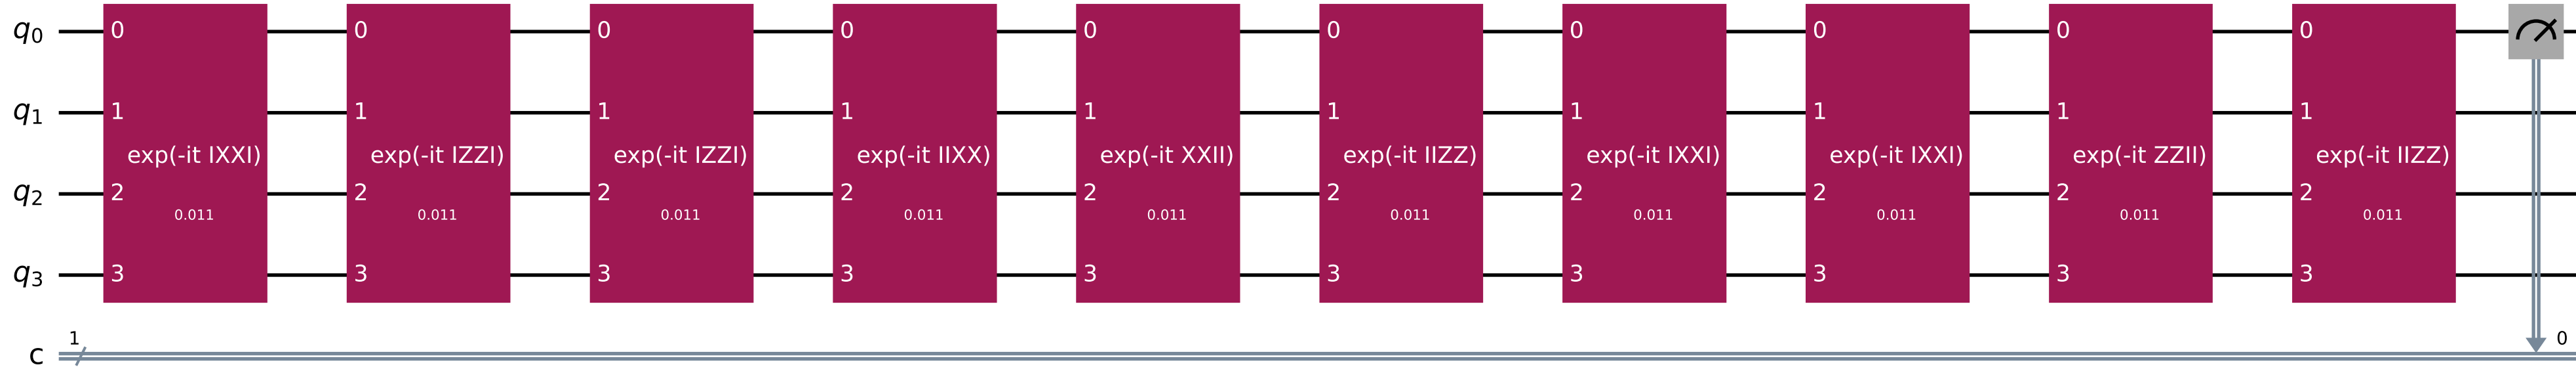 q0 0 0 0 0 0 0 0 0 0 0
q1 1 1 1 1 1 1 1 1 1 1
exp(-it IXXI) exp(-it IZZI) exp(-it IZZI) exp(-it IIXX) exp(-it XXII) exp(-it IIZZ) exp(-it IXXI) exp(-it IXXI) exp(-it ZZII) exp(-it IIZZ)
q2 2 2 2 2 2 2 2 2 2 2
0.011 0.011 0.011 0.011 0.011 0.011 0.011 0.011 0.011 0.011
q3 3 3 3 3 3 3 3 3 3 3
1 0
c